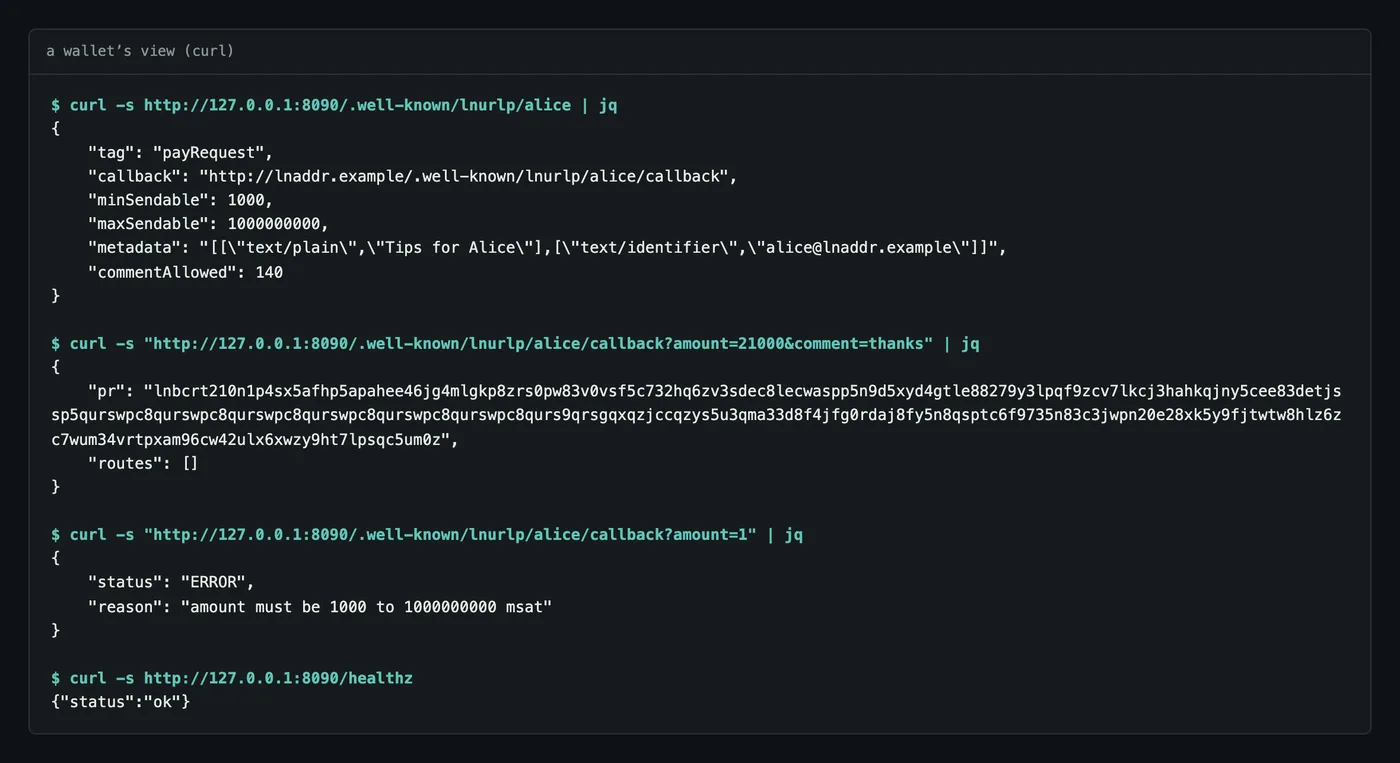 a wallet’s view (curl)
$ curl -s http://127.0.0.1:8090/.well-known/lnurlp/alice | jq
{
    "tag": "payRequest",
    "callback": "http://lnaddr.example/.well-known/lnurlp/alice/callback",
    "minSendable": 1000,
    "maxSendable": 1000000000,
    "metadata": "[[\"text/plain\",\"Tips for Alice\"],[\"text/identifier\",\"alice@lnaddr.example\"]]",
    "commentAllowed": 140
}
$ curl -s "http://127.0.0.1:8090/.well-known/lnurlp/alice/callback?amount=21000&comment=thanks" | jq
{
    "pr": "lnbcrt210n1p4sx5afhp5apahee46jg4mlgkp8zrs0pw83v0vsf5c732hq6zv3sdec8lecwaspp5n9d5xyd4gtle88279y3lpqf9zcv7lkcj3hahkqjny5cee83detjs
sp5qurswpc8qurswpc8qurswpc8qurswpc8qurswpc8qurswpc8qurs9qrsgqxqzjccqzys5u3qma33d8f4jfg0rdaj8fy5n8qsptc6f9735n83c3jwpn20e28xk5y9fjtwtw8hlz6z
c7wum34vrtpxam96cw42ulx6xwzy9ht7lpsqc5um0z",
    "routes": []
}
$ curl -s "http://127.0.0.1:8090/.well-known/lnurlp/alice/callback?amount=1" | jq
{
    "status": "ERROR",
    "reason": "amount must be 1000 to 1000000000 msat"
}
$ curl -s http://127.0.0.1:8090/healthz
{"status":"ok"}